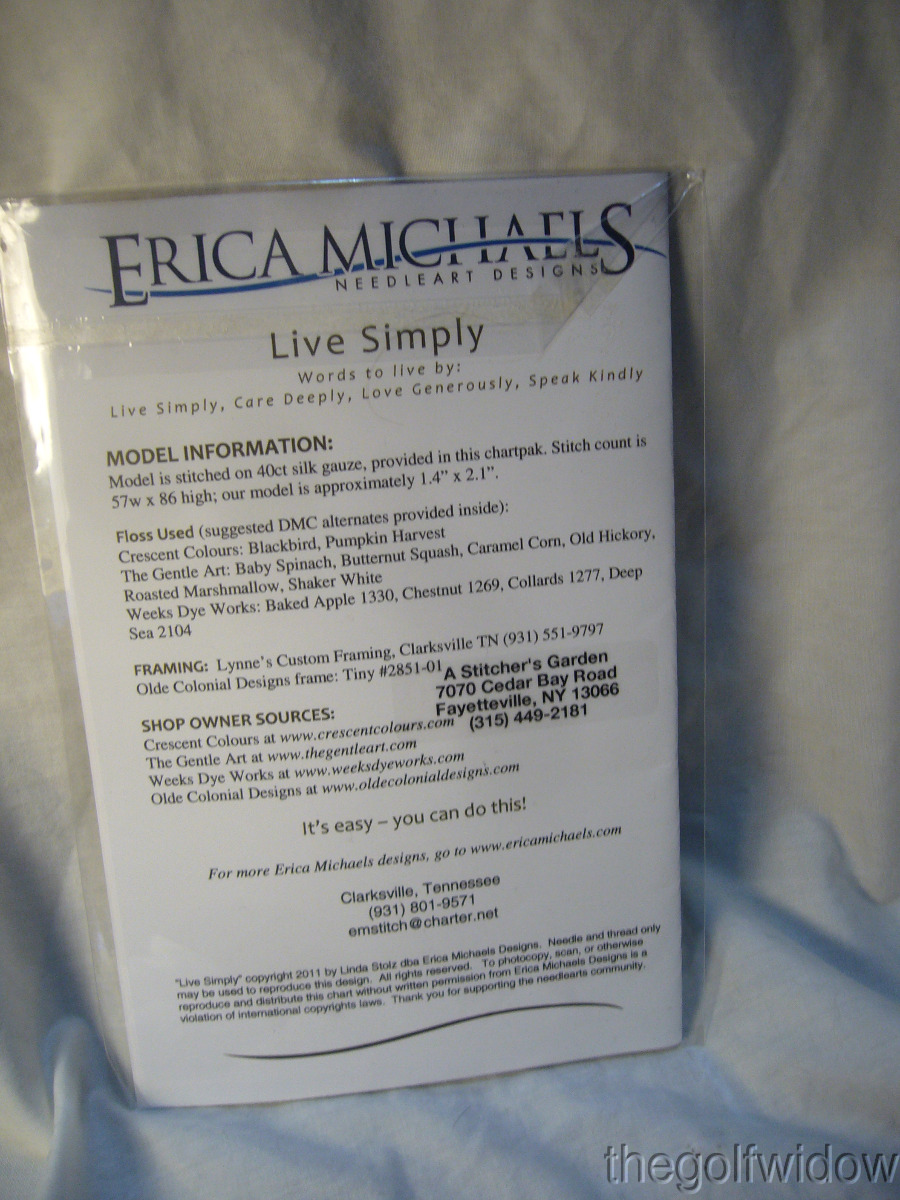 ERICA MICHAELS
NEEDLEART DESIGNS
Live Simply
Words to live by:
Live Simply, Care Deeply, Love Generously, Speak Kindly
MODEL INFORMATION:
Model is stitched on 40ct silk gauze, provided in this chartpak. Stitch count is
57w x 86 high; our model is approximately 1.4” x 2.1”.
Floss Used (suggested DMC alternates provided inside):
Crescent Colours: Blackbird, Pumpkin Harvest
The Gentle Art: Baby Spinach, Butternut Squash, Caramel Corn, Old Hickory,
Roasted Marshmallow, Shaker White
Weeks Dye Works: Baked Apple 1330, Chestnut 1269, Collards 1277, Deep
Sea 2104
FRAMING: Lynne’s Custom Framing, Clarksville TN (931) 551-9797
Olde Colonial Designs frame: Tiny #2851-01
A Stitcher's Garden
7070 Cedar Bay Road
Fayetteville, NY 13066
(315) 449-2181
SHOP OWNER SOURCES:
Crescent Colours at www.crescentcolours.com
The Gentle Art at www.thegentleart.com
Weeks Dye Works at www.weeksdyeworks.com
Olde Colonial Designs at www.oldecolonialdesigns.com
It’s easy – you can do this!
For more Erica Michaels designs, go to www.ericamichaels.com
Clarksville, Tennessee
(931) 801-9571
emstitch@charter.net
"Live Simply" copyright 2011 by Linda Stolz dba Erica Michaels Designs. Needle and thread only
may be used to reproduce this design. All rights reserved. To photocopy, scan, or otherwise
reproduce and distribute this chart without written permission from Erica Michaels Designs is a
violation of international copyrights laws. Thank you for supporting the needlearts community.
thegolfwidow